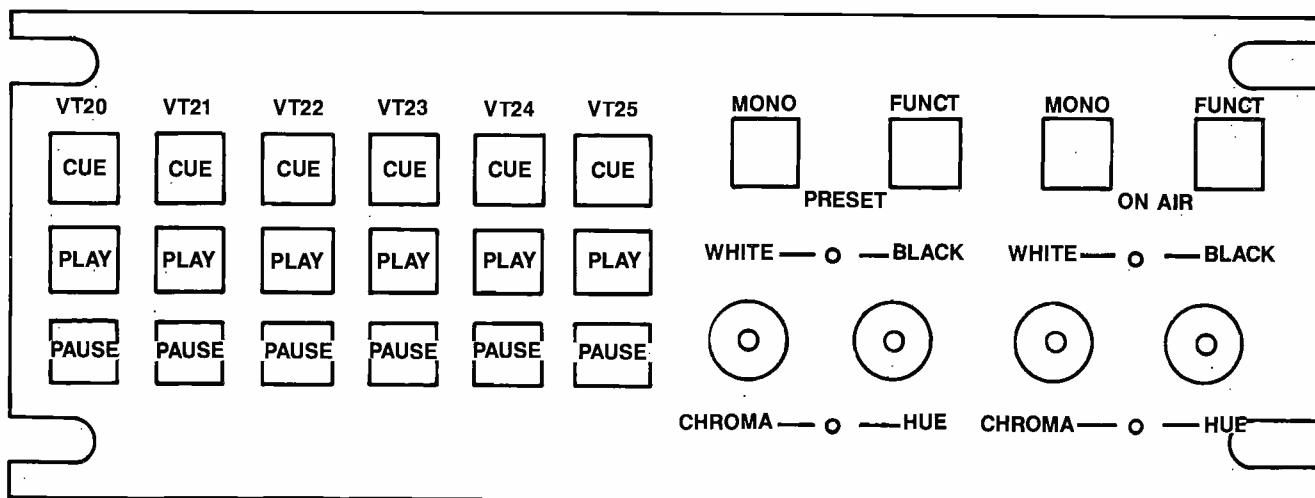 VT20 VT21 VT22 VT23 VT24 VT25 MONO FUNCT MONO FUNCT
CUE CUE CUE CUE CUE CUE
PRESET ON AIR
PLAY PLAY PLAY PLAY PLAY PLAY WHITE BLACK WHITE BLACK
PAUSE PAUSE PAUSE PAUSE PAUSE PAUSE
CHROMA HUE CHROMA HUE